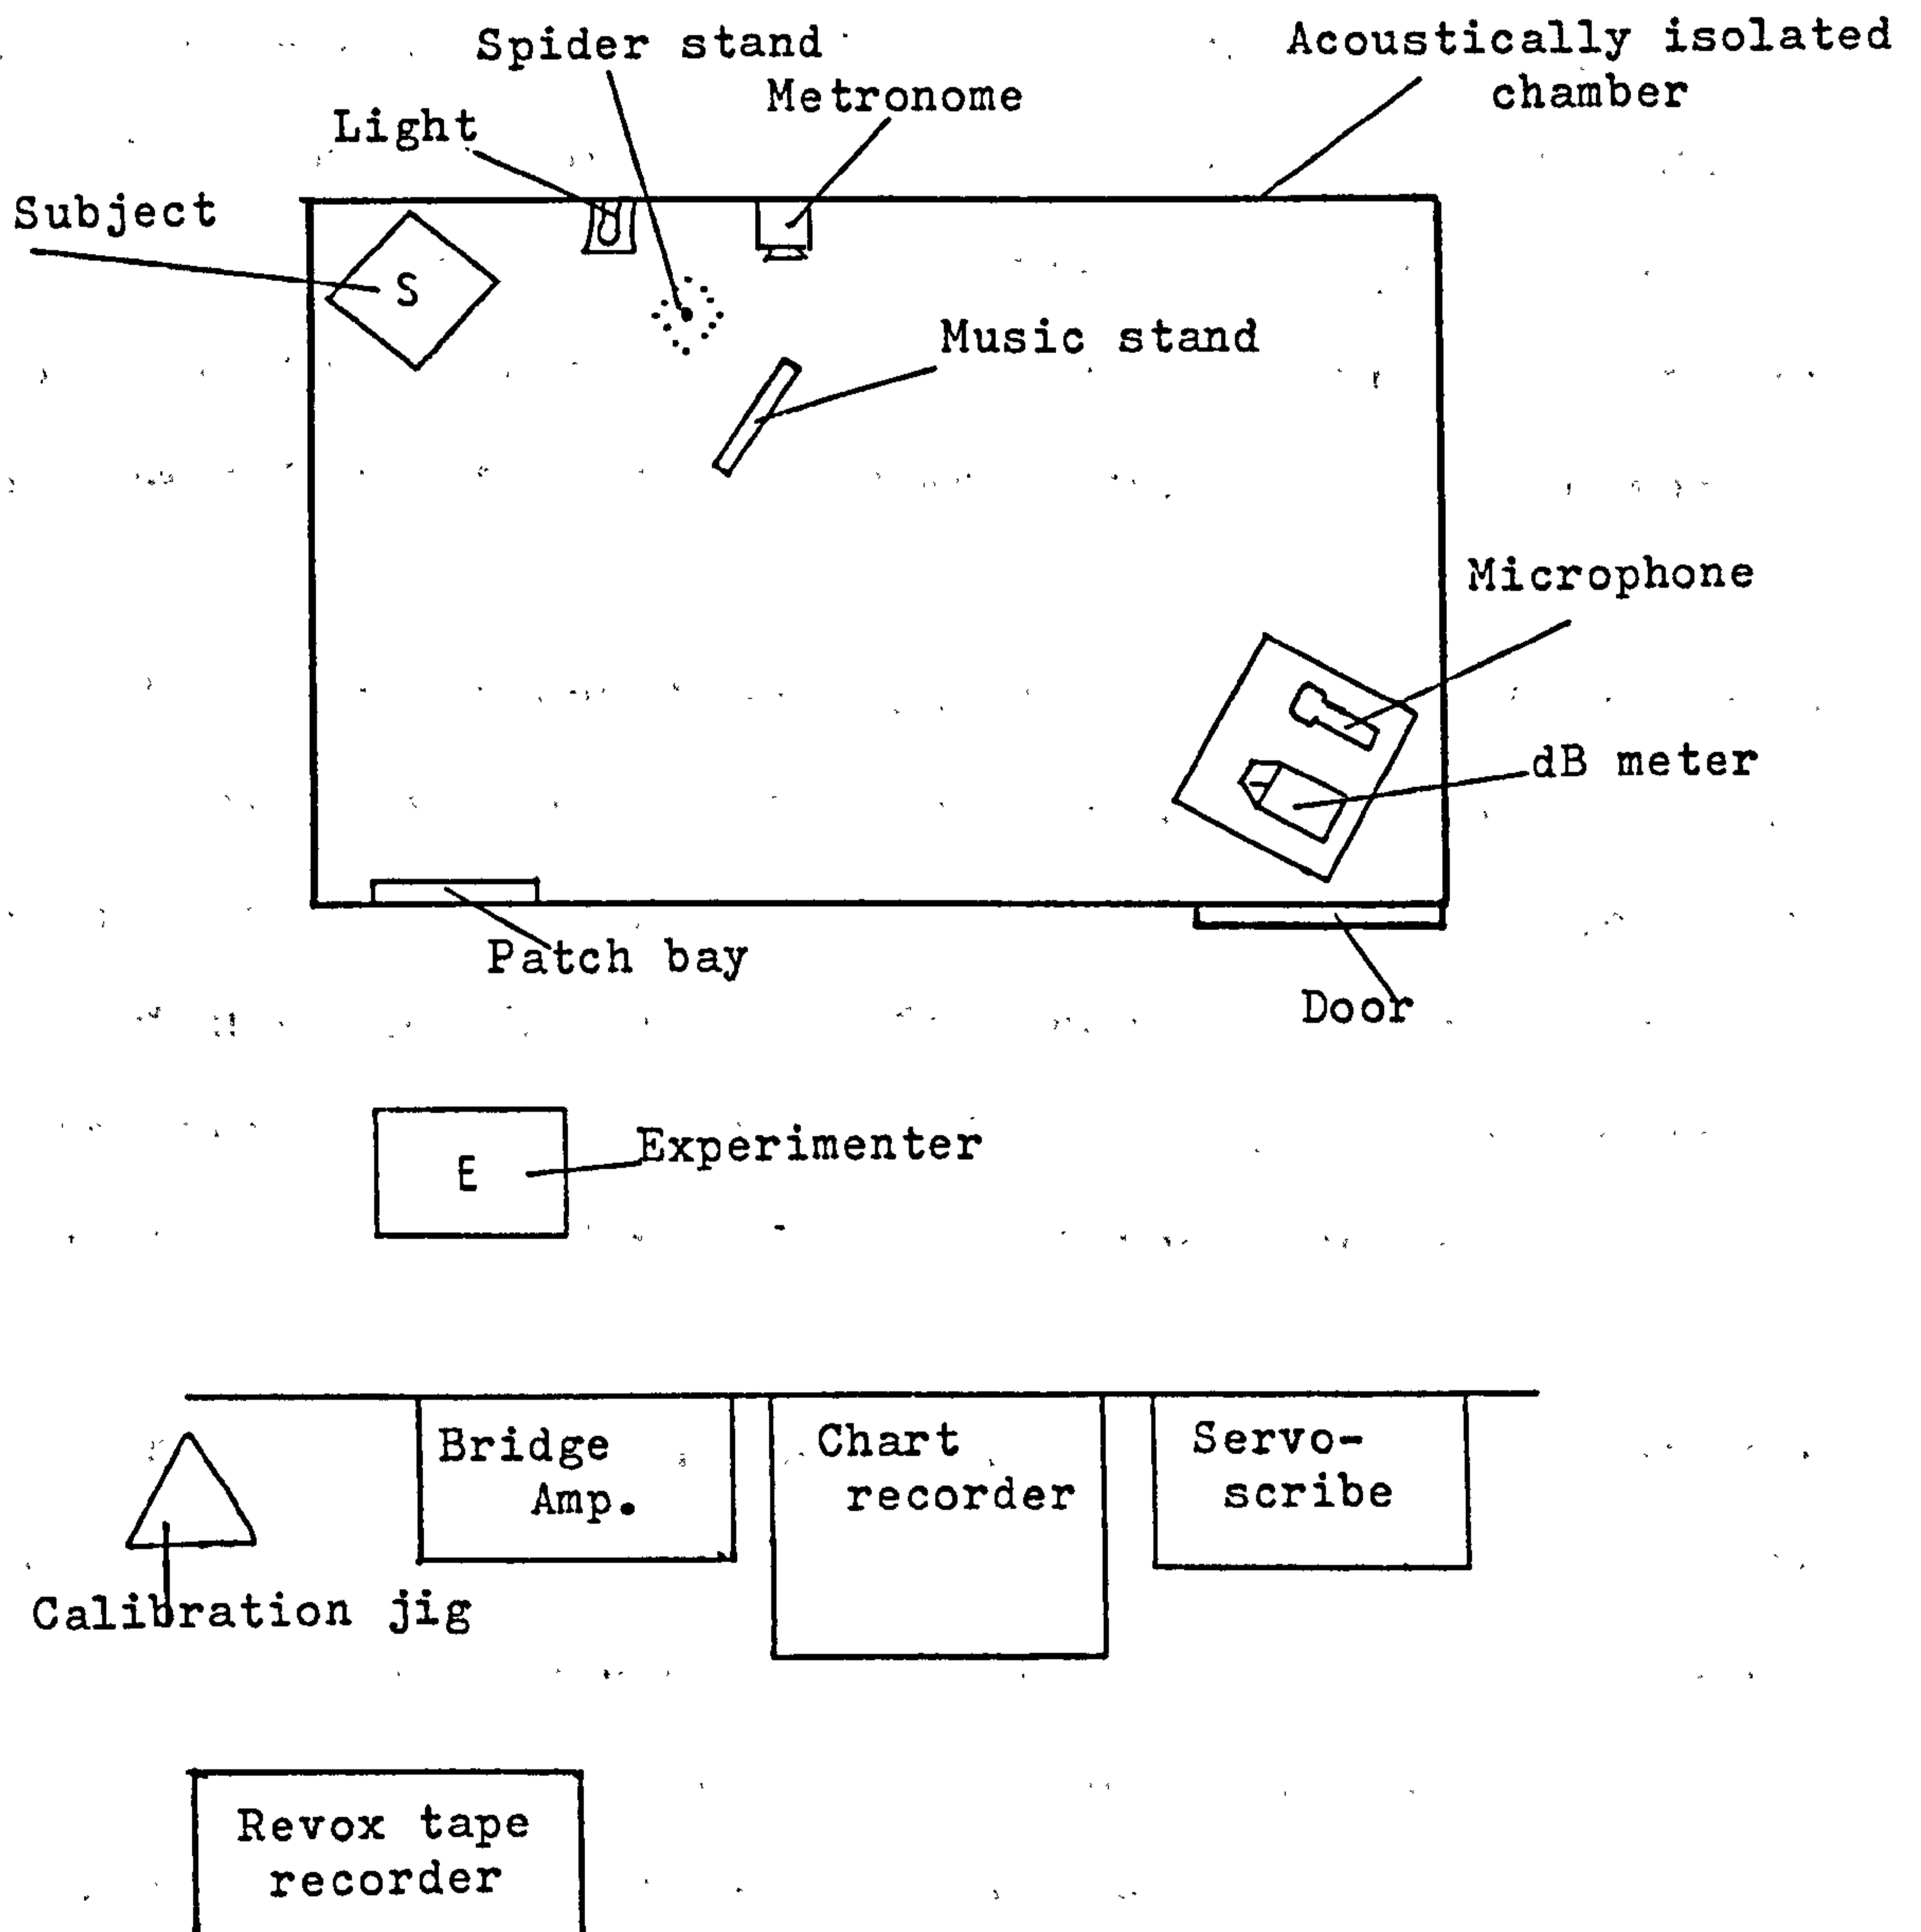 Spider stand
Acoustically isolated
chamber
Metronome
Light
Subject
S
Music stand
Microphone
dB meter
Patch bay
Door
Experimenter
E
Bridge
Amp.
Chart
recorder
Servo-
scribe
Calibration jig
Revox tape
recorder